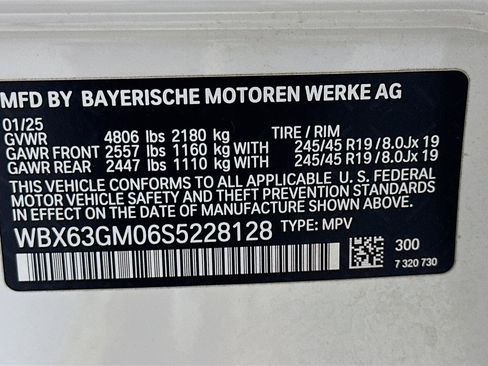 MFD BY BAYERISCHE MOTOREN WERKE AG
01/25
GVWR 4806 lbs 2180 kg TIRE / RIM
GAWR FRONT 2557 lbs 1160 kg WITH 245/45 R19/8.0Jx 19
GAWR REAR 2447 lbs 1110 kg WITH 245/45 R19/8.0Jx 19
THIS VEHICLE CONFORMS TO ALL APPLICABLE U. S. FEDERAL
MOTOR VEHICLE SAFETY AND THEFT
PREVENTION STANDARDS IN EFFECT ON THE
DATE OF MANUFACTURE SHOWN ABOVE.
WBX63GM06S5228128 TYPE: MPV
300
7 320 730